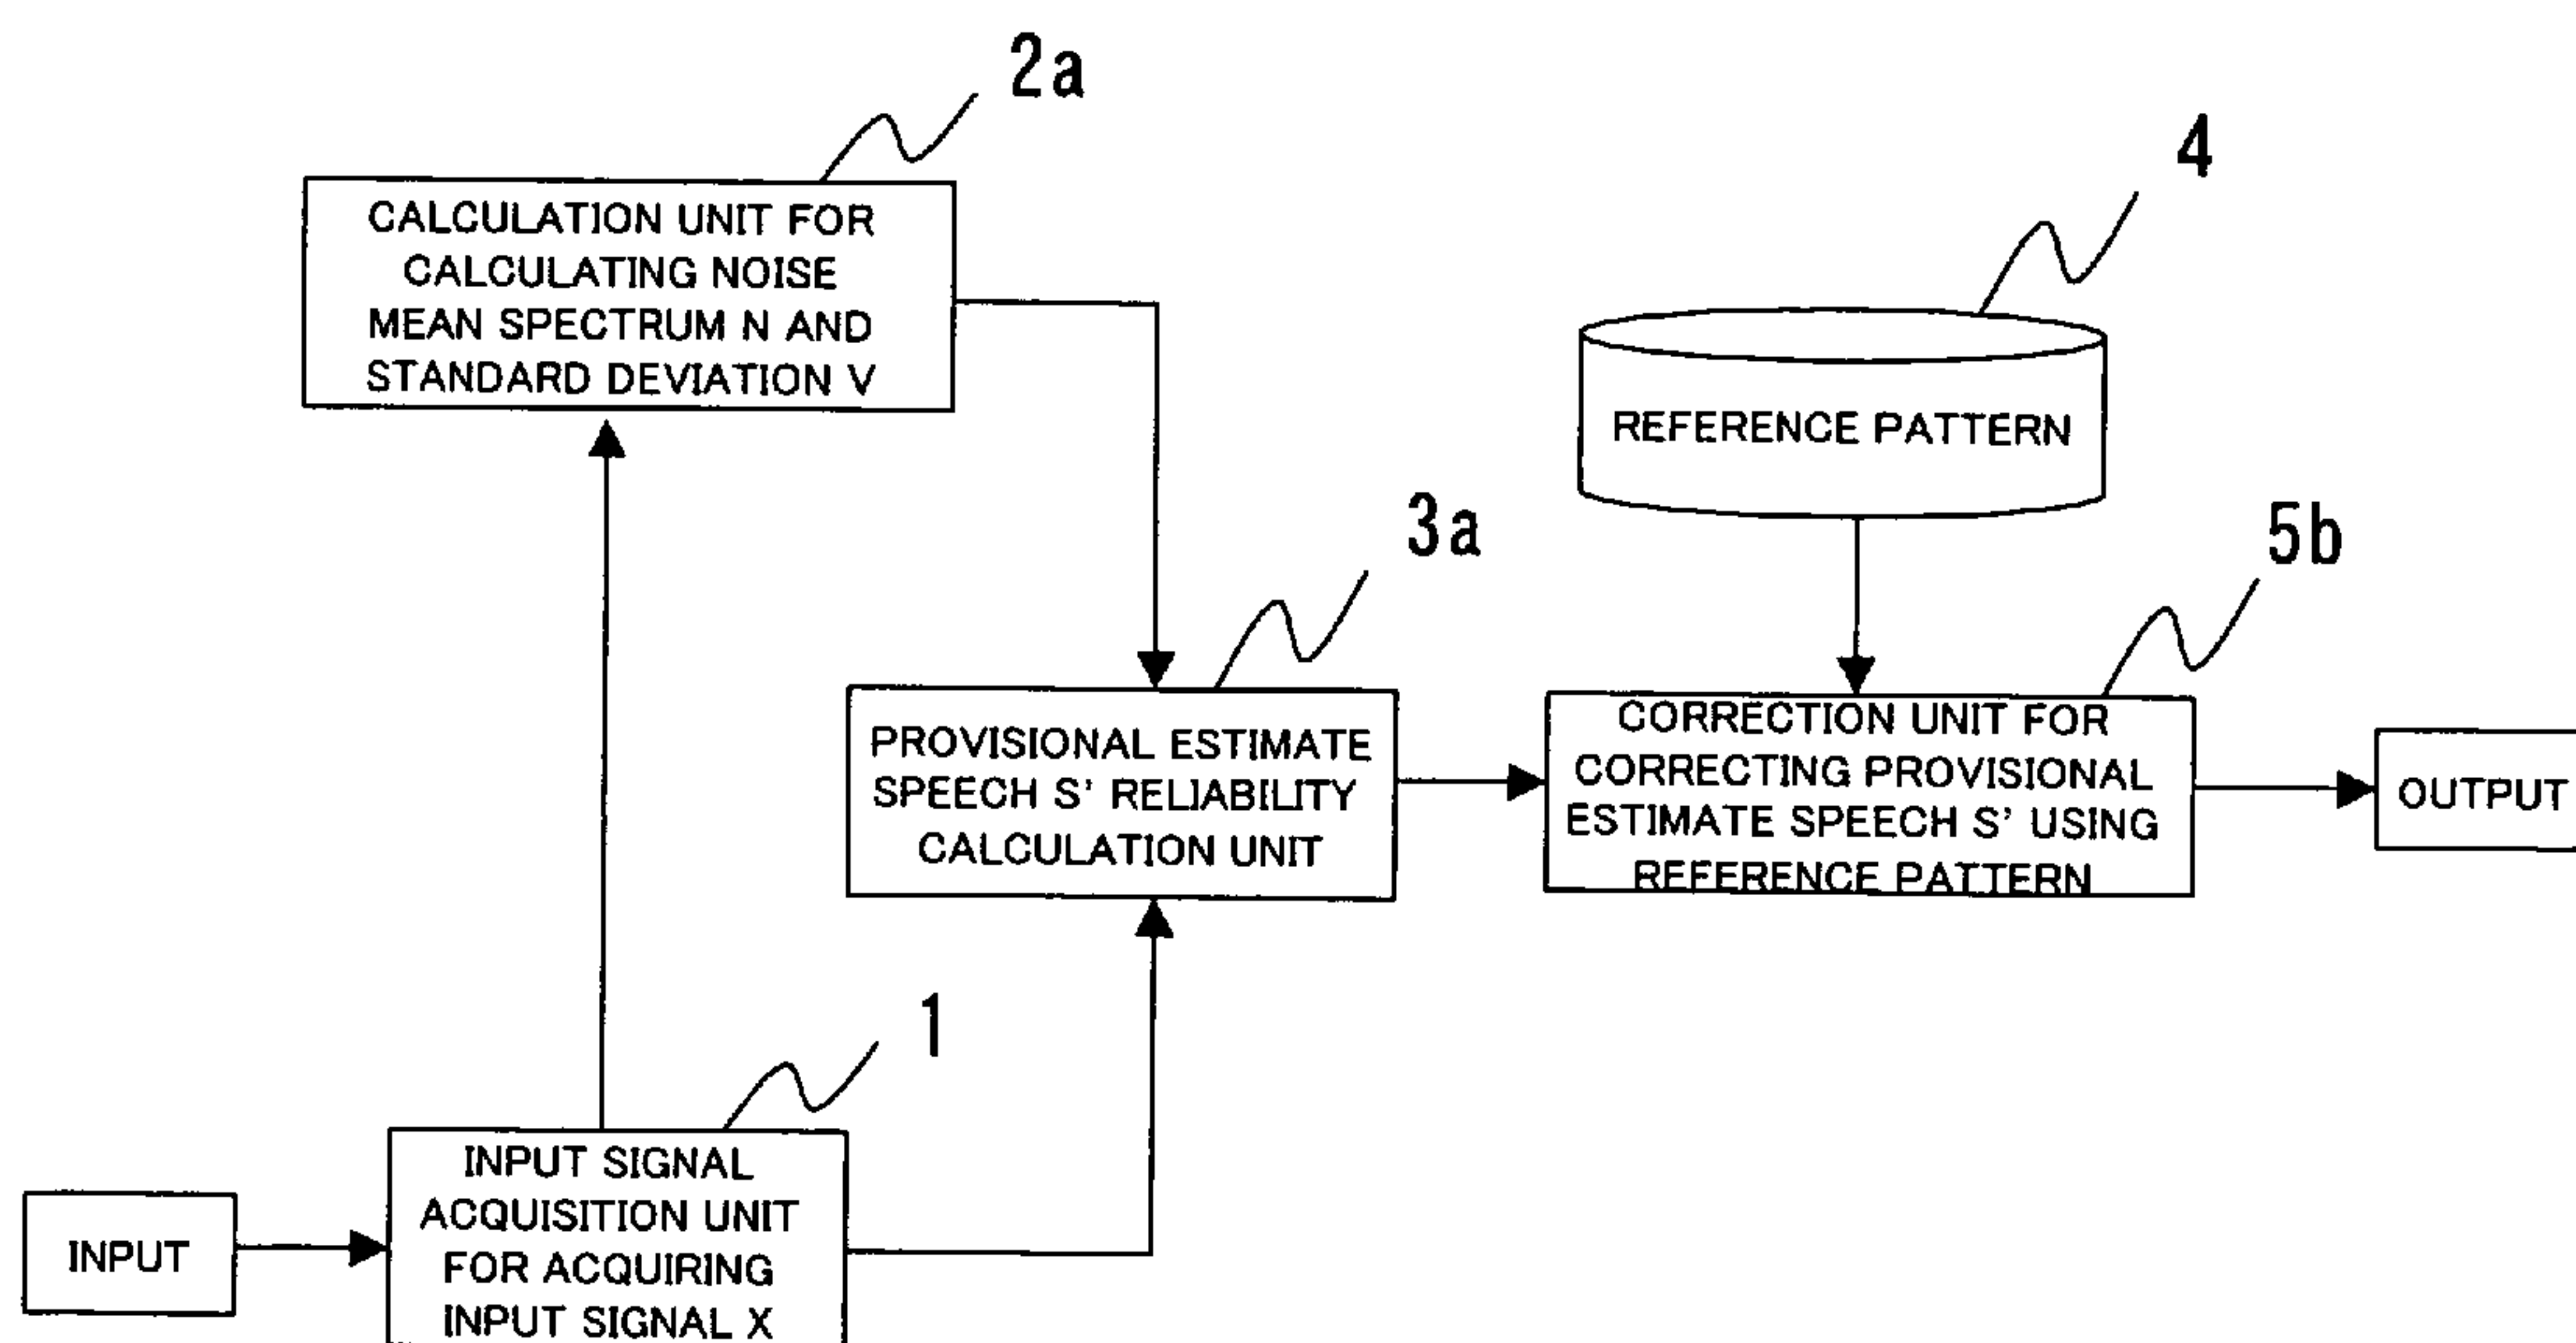 2a
CALCULATION UNIT FOR
CALCULATING NOISE
MEAN SPECTRUM N AND
STANDARD DEVIATION V
4
REFERENCE PATTERN
3a
PROVISIONAL ESTIMATE
SPEECH S' RELIABILITY
CALCULATION UNIT
5b
CORRECTION UNIT FOR
CORRECTING PROVISIONAL
ESTIMATE SPEECH S' USING
REFERENCE PATTERN
OUTPUT
1
INPUT SIGNAL
ACQUISITION UNIT
FOR ACQUIRING
INPUT SIGNAL X
INPUT